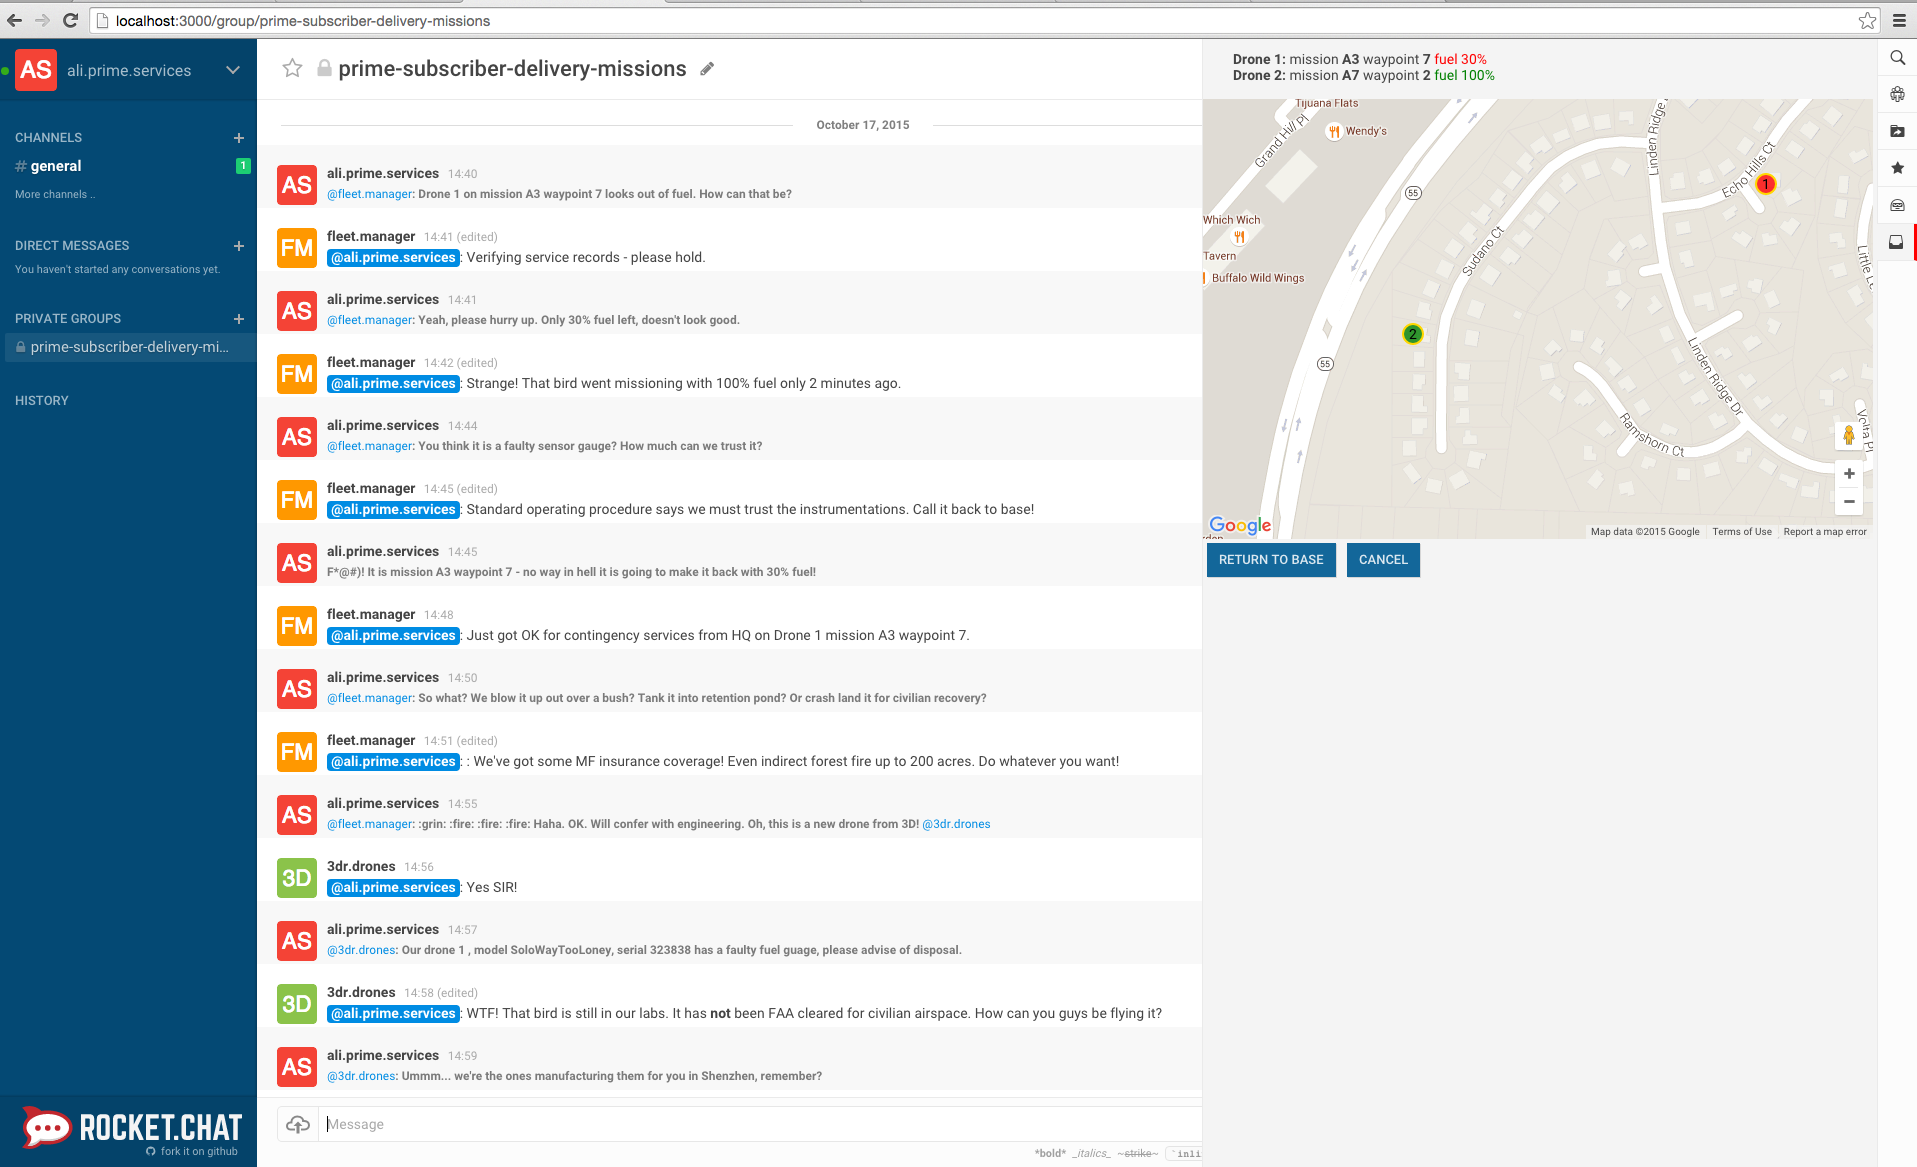 localhost:3000/group/prime-subscriber-delivery-missions
AS ali.prime.services
CHANNELS +
# general 1
More channels ..
DIRECT MESSAGES +
You haven't started any conversations yet.
PRIVATE GROUPS +
prime-subscriber-delivery-mi...
HISTORY
ROCKET.CHAT
fork it on github
prime-subscriber-delivery-missions
October 17, 2015
AS ali.prime.services 14:40
@fleet.manager: Drone 1 on mission A3 waypoint 7 looks out of fuel. How can that be?
FM fleet.manager 14:41 (edited)
@ali.prime.services: Verifying service records - please hold.
AS ali.prime.services 14:41
@fleet.manager: Yeah, please hurry up. Only 30% fuel left, doesn't look good.
FM fleet.manager 14:42 (edited)
@ali.prime.services: Strange! That bird went missioning with 100% fuel only 2 minutes ago.
AS ali.prime.services 14:44
@fleet.manager: You think it is a faulty sensor gauge? How much can we trust it?
FM fleet.manager 14:45 (edited)
@ali.prime.services: Standard operating procedure says we must trust the instrumentations. Call it back to base!
AS ali.prime.services 14:45
F*@#)! It is mission A3 waypoint 7 - no way in hell it is going to make it back with 30% fuel!
FM fleet.manager 14:48
@ali.prime.services: Just got OK for contingency services from HQ on Drone 1 mission A3 waypoint 7.
AS ali.prime.services 14:50
@fleet.manager: So what? We blow it up out over a bush? Tank it into retention pond? Or crash land it for civilian recovery?
FM fleet.manager 14:51 (edited)
@ali.prime.services: : We've got some MF insurance coverage! Even indirect forest fire up to 200 acres. Do whatever you want!
AS ali.prime.services 14:55
@fleet.manager: :grin: :fire: :fire: :fire: Haha. OK. Will confer with engineering. Oh, this is a new drone from 3D! @3dr.drones
3D 3dr.drones 14:56
@ali.prime.services: Yes SIR!
AS ali.prime.services 14:57
@3dr.drones: Our drone 1 , model SoloWayTooLoney, serial 323838 has a faulty fuel guage, please advise of disposal.
3D 3dr.drones 14:58 (edited)
@ali.prime.services: WTF! That bird is still in our labs. It has not been FAA cleared for civilian airspace. How can you guys be flying it?
AS ali.prime.services 14:59
@3dr.drones: Ummm... we're the ones manufacturing them for you in Shenzhen, remember?
Message
*bold* _italics_ ~strike~ `inli
Drone 1: mission A3 waypoint 7 fuel 30%
Drone 2: mission A7 waypoint 2 fuel 100%
Tijuana Flats
Wendy's
Grand Hill Pl
Linden Ridge
Echo Hills Ct
1
55
Which Wich
Tavern
Buffalo Wild Wings
Sudano Ct
Little Le
2
55
Linden Ridge Dr
Ramshorn Ct
Volta Pl
+
−
Google
Map data ©2015 Google Terms of Use Report a map error
RETURN TO BASE CANCEL